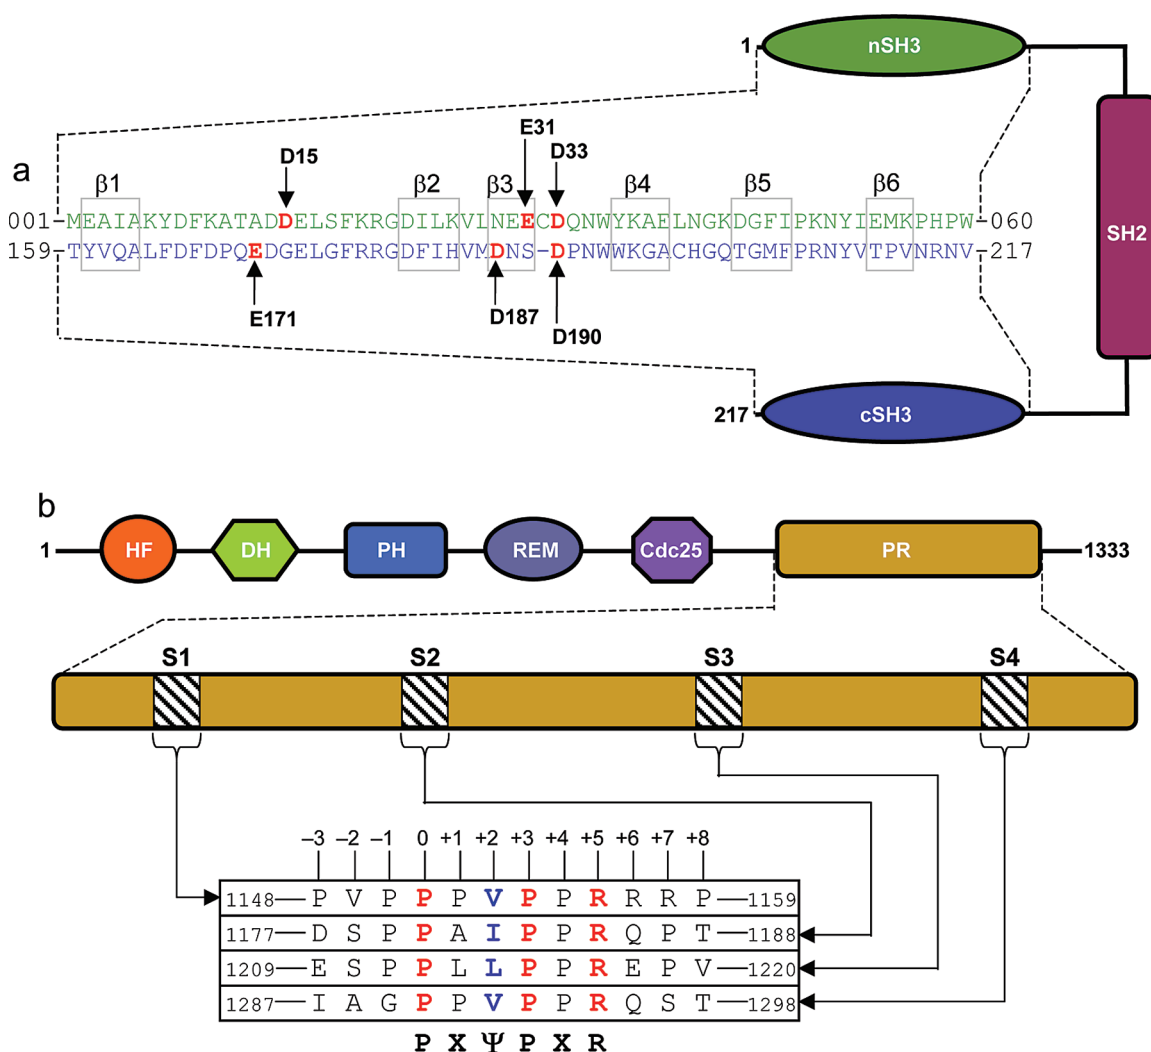 1
nSH3
a
E31
D15
D33
β1
β2
β3
β4
β5
β6
001 MEAIAKYDFKATADDELSFKRGDILKVLNEECDQNWYKAELNGKDGFIPKNYIEMKPHPW 060
159 TYVQALFDFDPQEDGELGFRRGDFIHVMDNS-DPNWWKGACHGQTGMFPRNYVTPVNRNV 217
E171
D187
D190
SH2
217
cSH3
b
1
HF
DH
PH
REM
Cdc25
PR
1333
S1
S2
S3
S4
–3 –2 –1 0 +1 +2 +3 +4 +5 +6 +7 +8
1148 P V P P P V P P R R R P 1159
1177 D S P P A I P P R Q P T 1188
1209 E S P P L L P P R E P V 1220
1287 I A G P P V P P R Q S T 1298
P X Ψ P X R